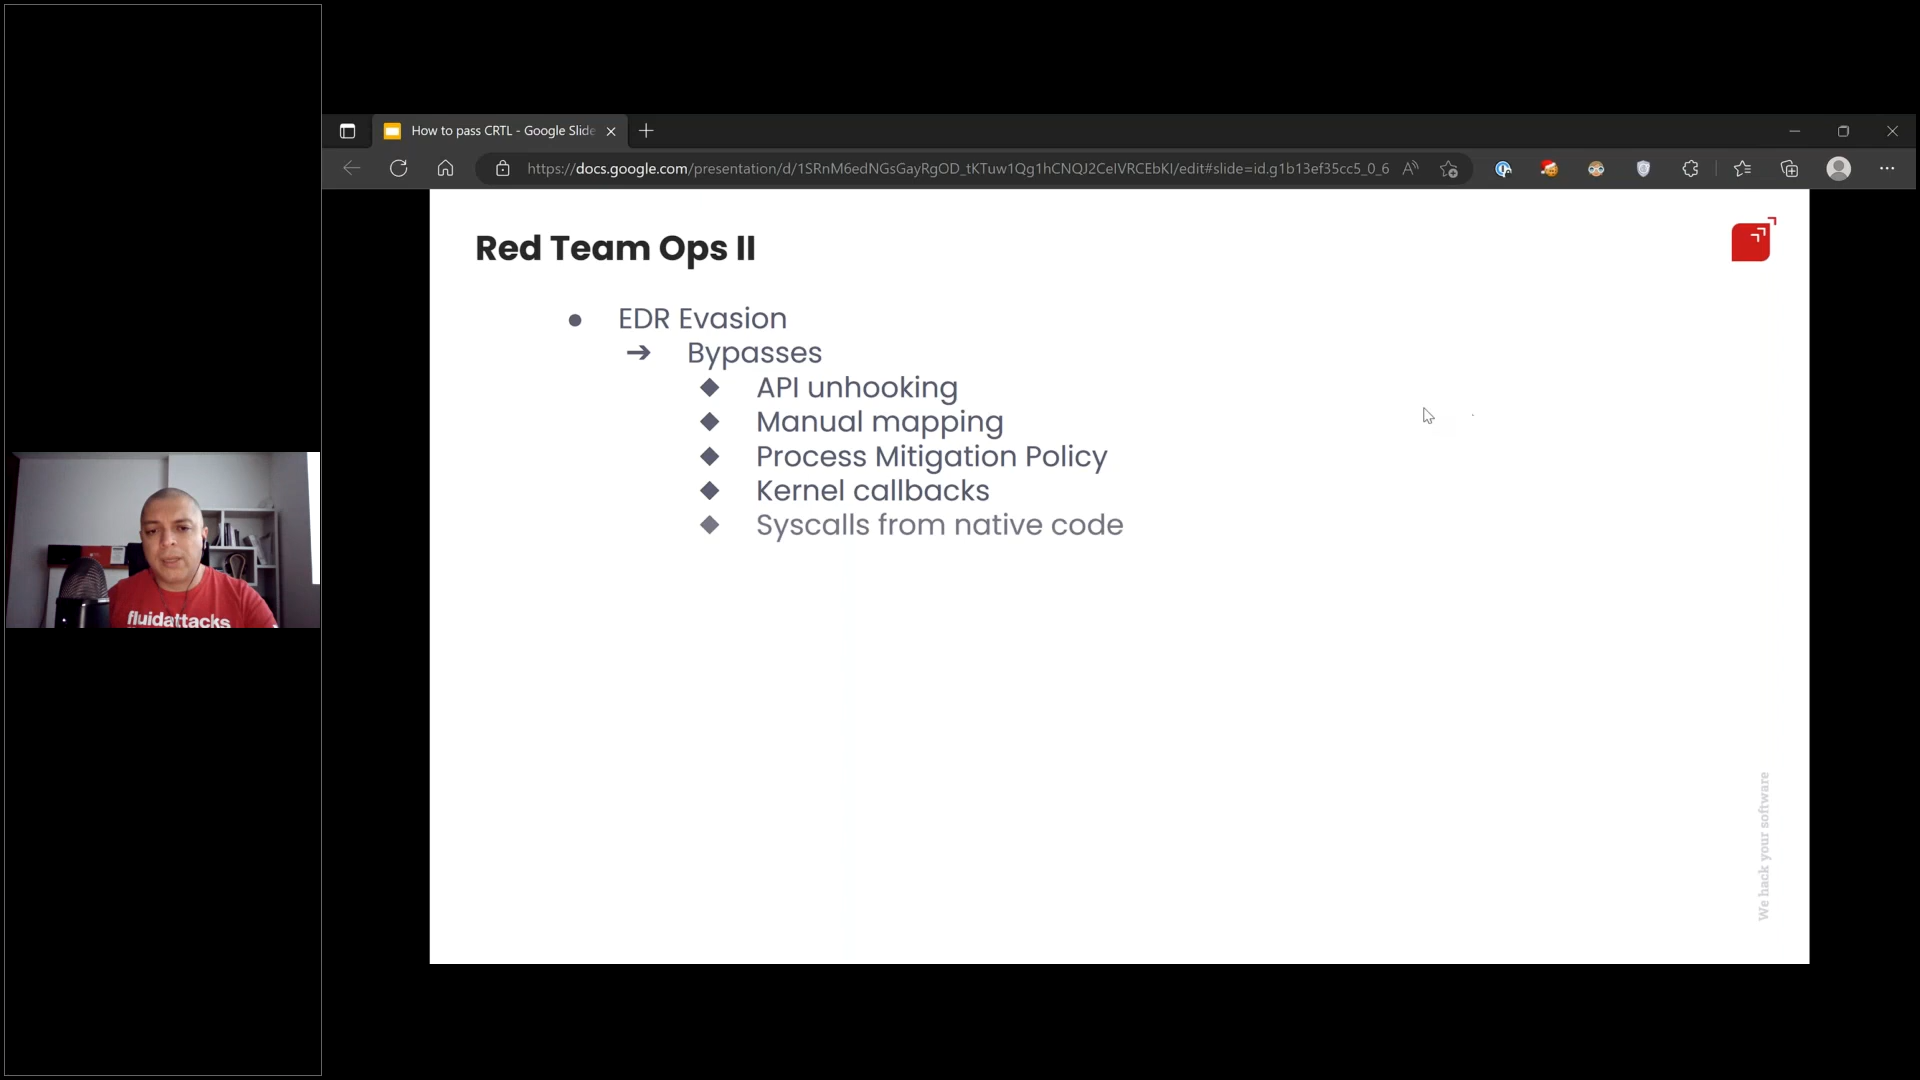 How to pass CRTL - Google Slide
https://docs.google.com/presentation/d/1SRnM6edNGsGayRgOD_tKTuw1Qg1hCNQJ2CeIVRCEbKI/edit#slide=id.g1b13ef35cc5_0_6
Red Team Ops II
● EDR Evasion
➔ Bypasses
◆ API unhooking
◆ Manual mapping
◆ Process Mitigation Policy
◆ Kernel callbacks
◆ Syscalls from native code
We hack your software
fluidattacks